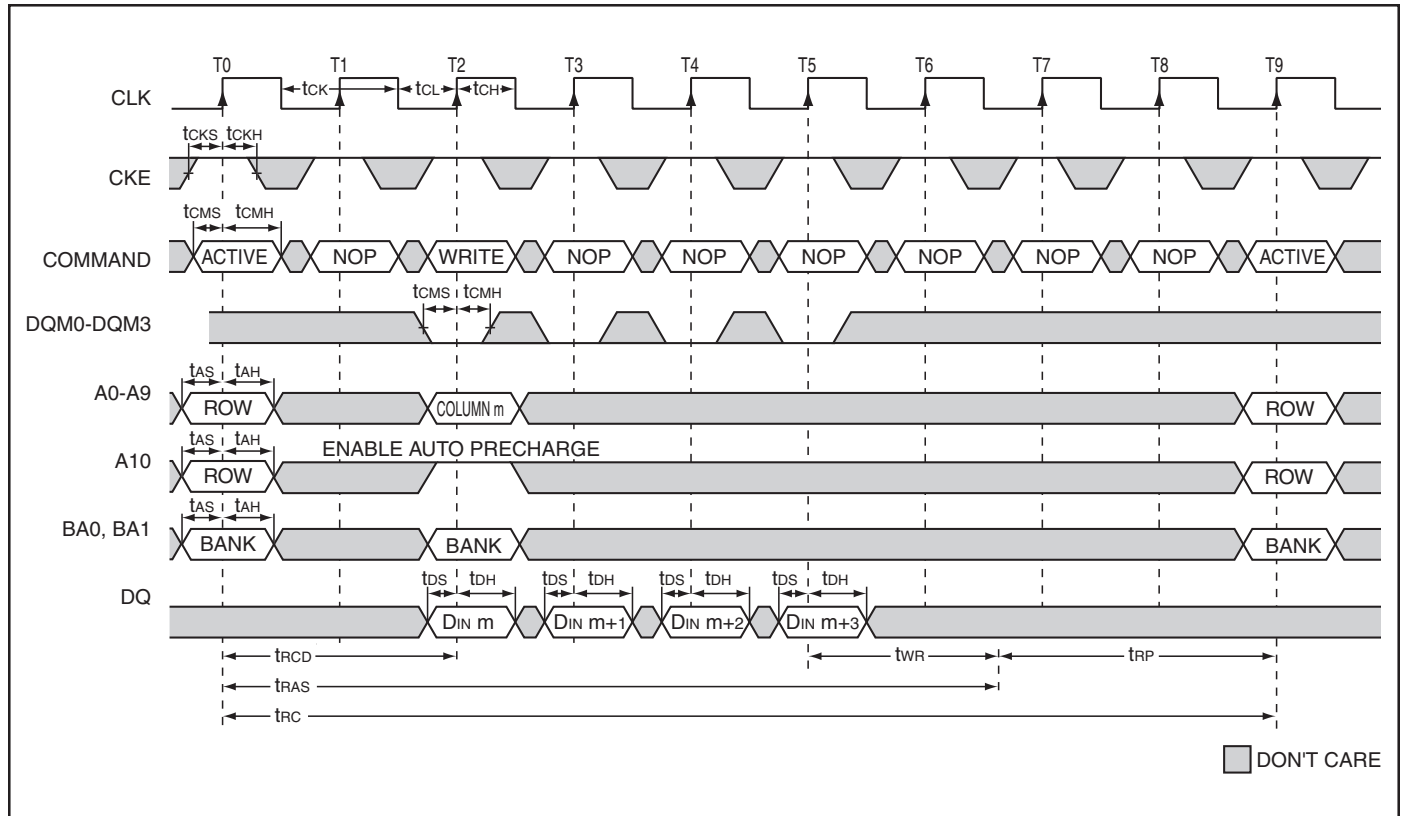 T0 T1 T2 T3 T4 T5 T6 T7 T8 T9
CLK tCK tCL tCH
tCKS tCKH
CKE
tCMS tCMH
COMMAND ACTIVE NOP WRITE NOP NOP NOP NOP NOP NOP ACTIVE
tCMS tCMH
DQM0-DQM3
tAS tAH
A0-A9 ROW COLUMN m ROW
tAS tAH ENABLE AUTO PRECHARGE
A10 ROW ROW
tAS tAH
BA0, BA1 BANK BANK BANK
tDS tDH tDS tDH tDS tDH tDS tDH
DQ DIN m DIN m+1 DIN m+2 DIN m+3
tRCD tWR tRP
tRAS
tRC
DON'T CARE